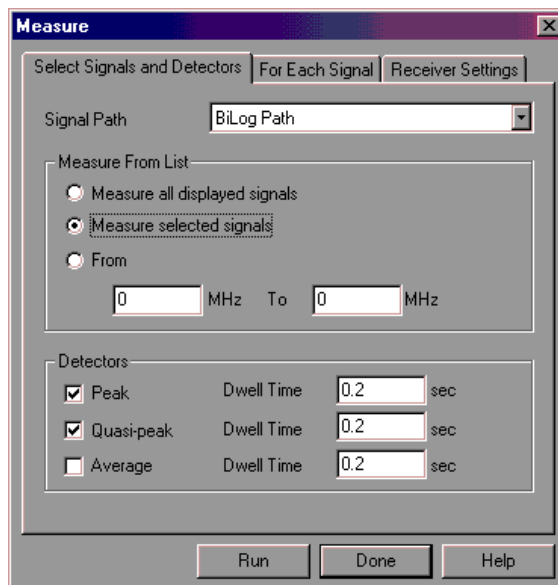 Measure
Select Signals and Detectors For Each Signal Receiver Settings
Signal Path BiLog Path
Measure From List
Measure all displayed signals
Measure selected signals
From
0 MHz To 0 MHz
Detectors
Peak Dwell Time 0.2 sec
Quasi-peak Dwell Time 0.2 sec
Average Dwell Time 0.2 sec
Run Done Help